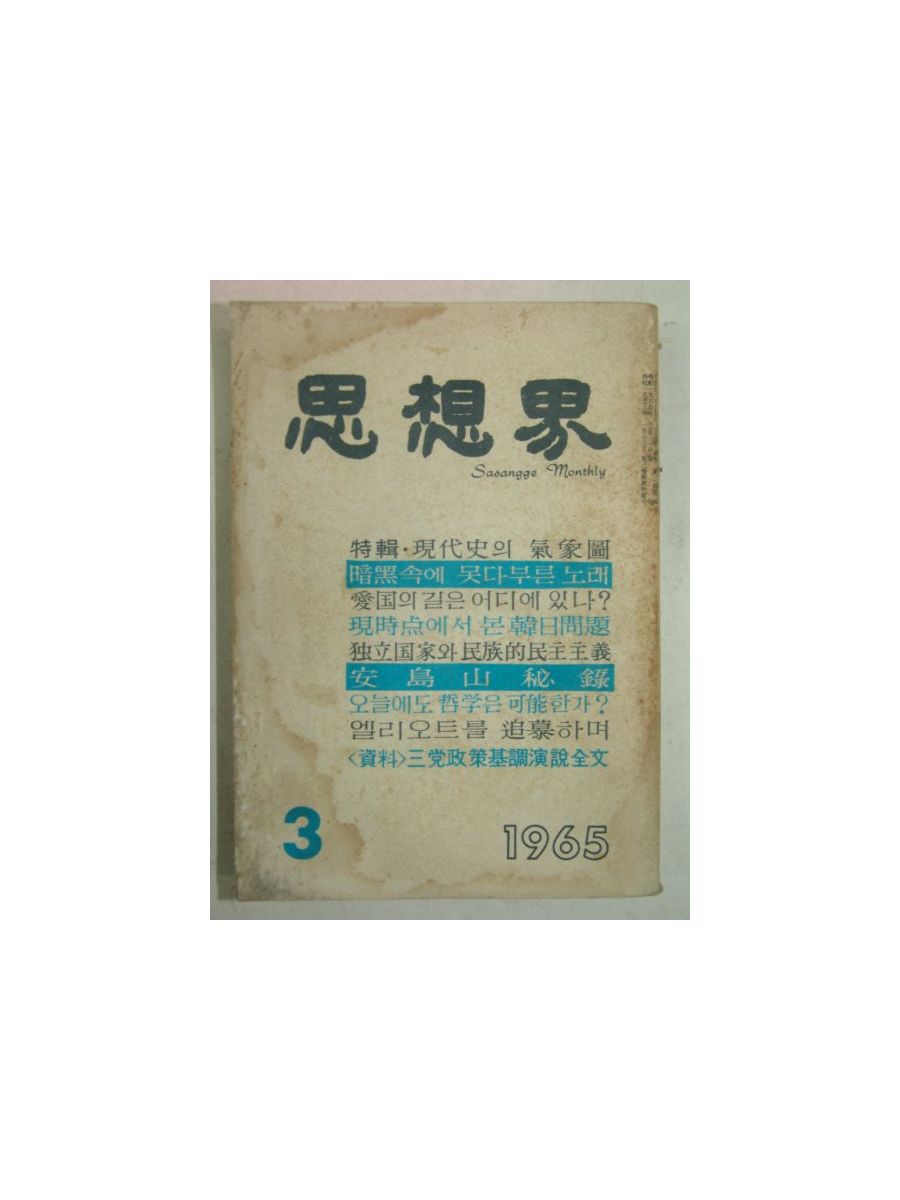 思想界
Sasangge Monthly
特輯·現代史의 氣象圖
暗黑속에 못다부른 노래
愛国의 길은 어디에 있나?
現時点에서 본 韓日問題
独立国家와 民族的民主主義
安島山秘錄
오늘에도 哲学은 可能한가?
엘리오트를 追慕하며
〈資料〉三党政策基調演說全文
3
1965